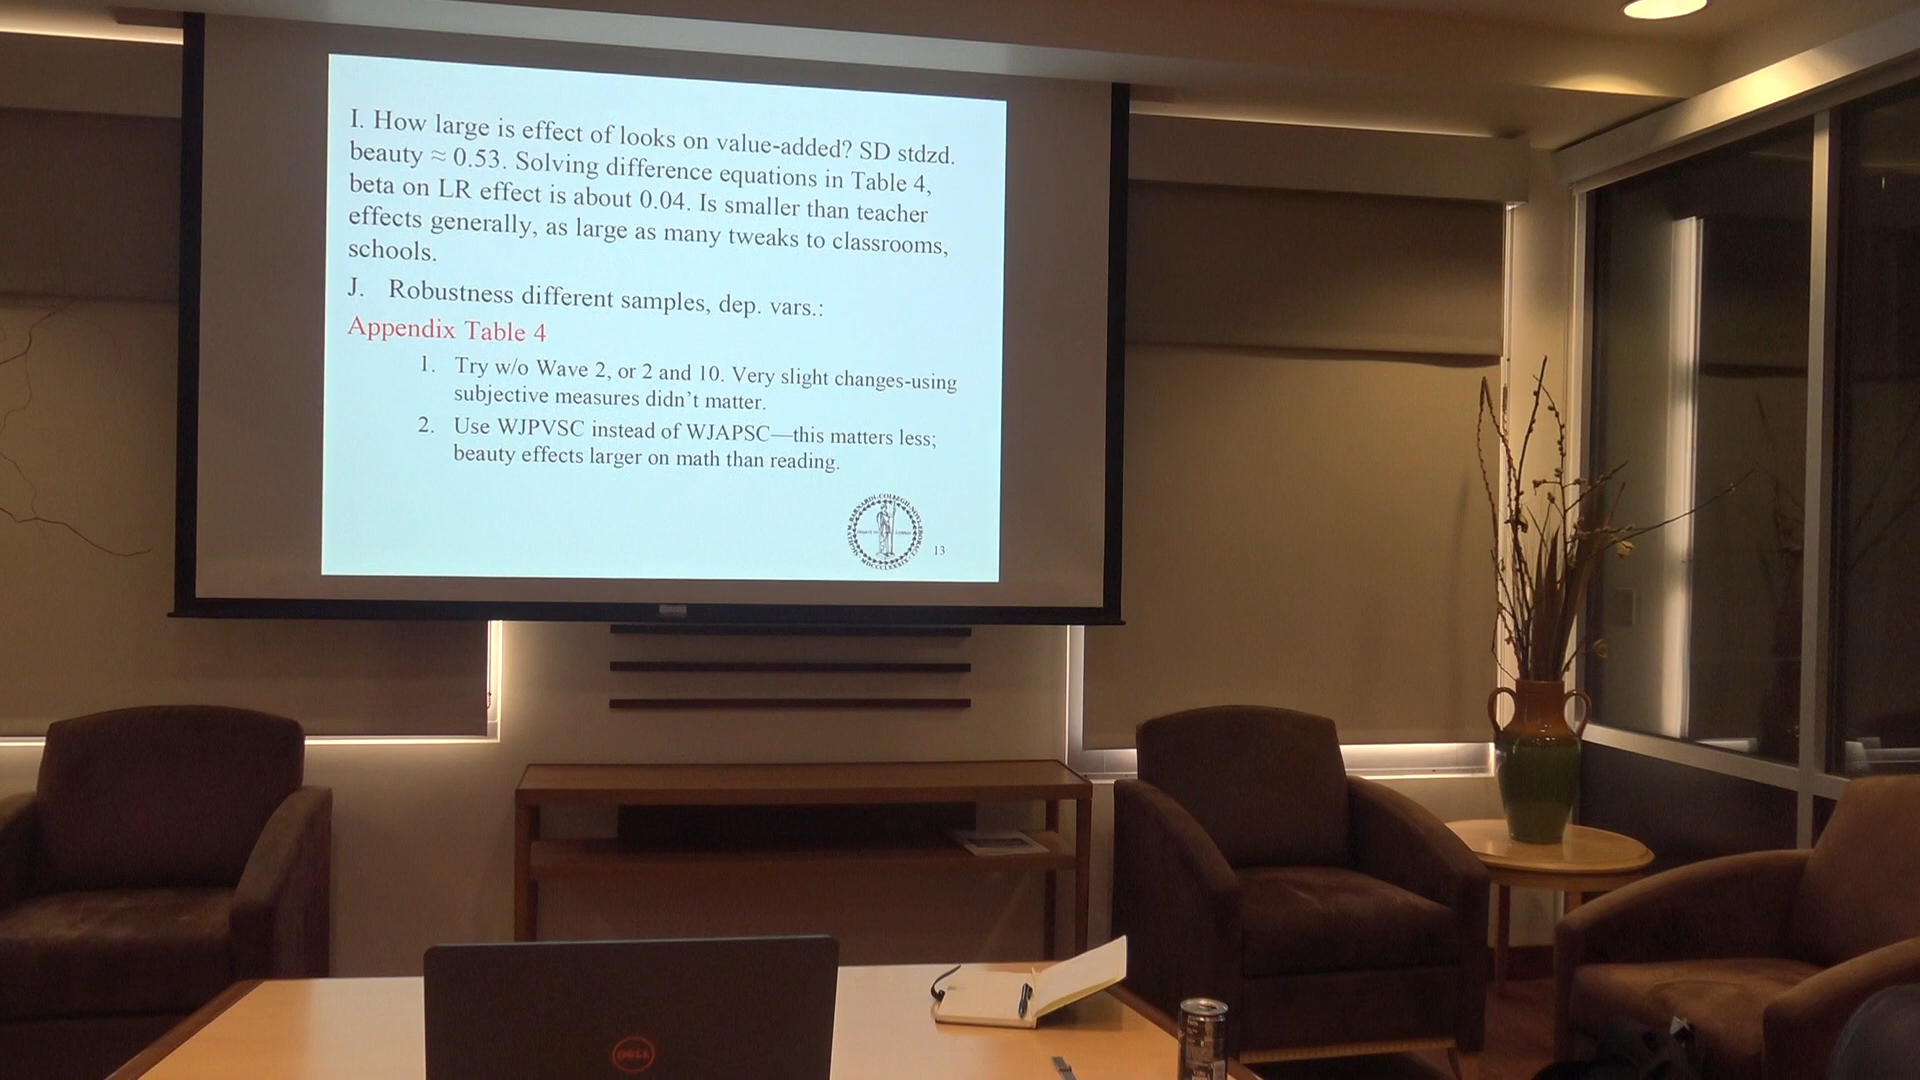 I. How large is effect of looks on value-added? SD stdzd.
beauty ≈ 0.53. Solving difference equations in Table 4,
beta on LR effect is about 0.04. Is smaller than teacher
effects generally, as large as many tweaks to classrooms,
schools.
J. Robustness different samples, dep. vars.:
Appendix Table 4
1. Try w/o Wave 2, or 2 and 10. Very slight changes-using
subjective measures didn't matter.
2. Use WJPVSC instead of WJAPSC—this matters less;
beauty effects larger on math than reading.
13
DELL